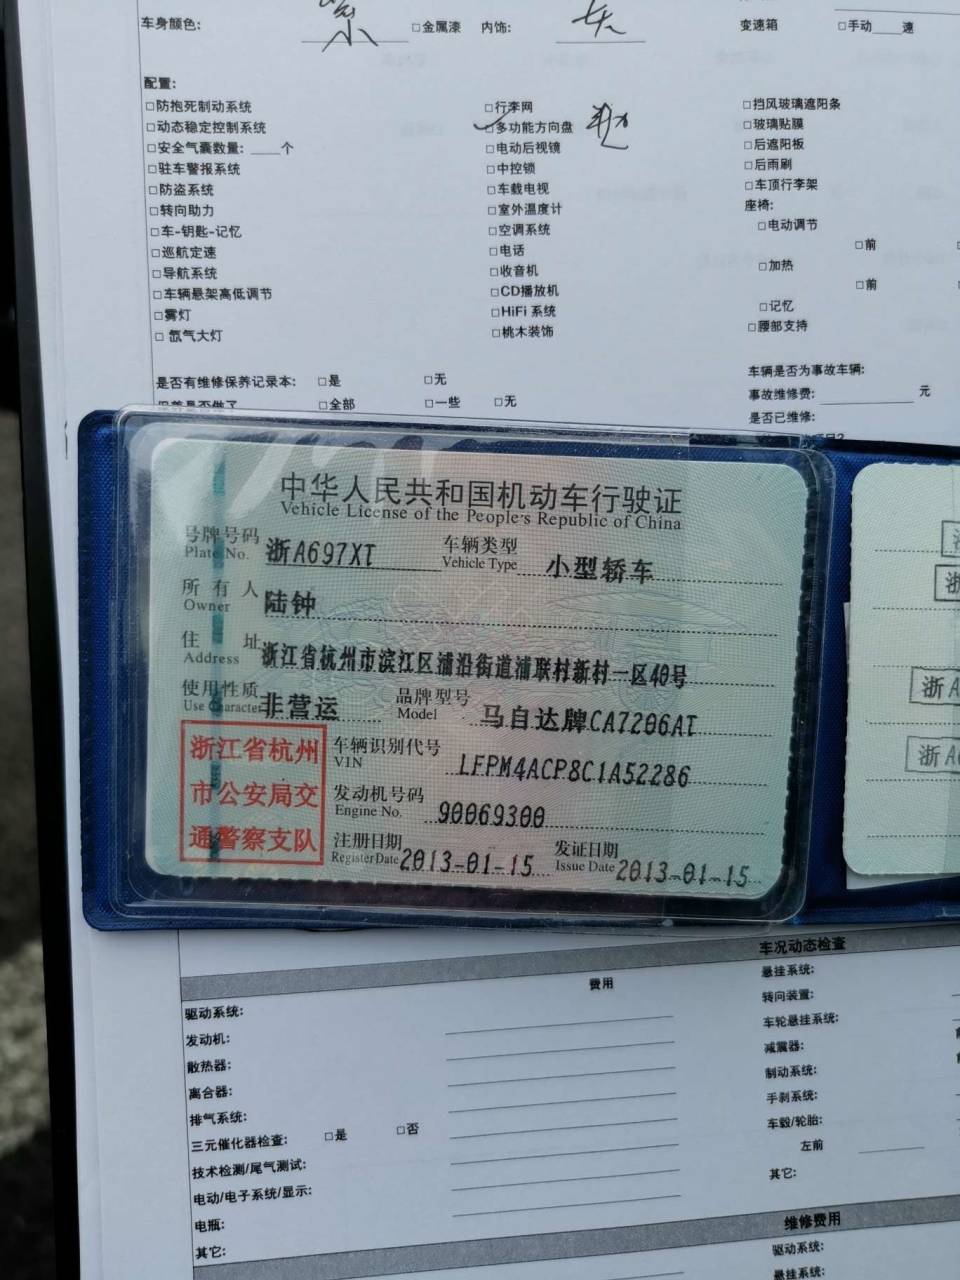 车身颜色: □金属漆 内饰: 变速箱 □手动 速
配置:
□防抱死制动系统 □行李网 □挡风玻璃遮阳条
□动态稳定控制系统 □多功能方向盘 □玻璃贴膜
□安全气囊数量: 个 □电动后视镜 □后遮阳板
□驻车警报系统 □中控锁 □后雨刷
□防盗系统 □车载电视 □车顶行李架
□转向助力 □室外温度计 座椅:
□车-钥匙-记忆 □空调系统 □电动调节
□巡航定速 □电话 □前
□导航系统 □收音机 □加热
□车辆悬架高低调节 □CD播放机 □前
□雾灯 □HiFi 系统 □记忆
□ 氙气大灯 □桃木装饰 □腰部支持
是否有维修保养记录本: □是 □无 车辆是否为事故车辆:
□全部 □一些 □无 事故维修费: 元
是否已维修:
中华人民共和国机动车行驶证
Vehicle License of the People's Republic of China
号牌号码 浙A697XT 车辆类型 小型轿车
Plate No. Vehicle Type
所有人 陆钟
Owner
住址 浙江省杭州市滨江区浦沿街道浦联村新村一区40号
Address
使用性质 非营运 品牌型号 马自达牌CA7206AT
Use Character Model
浙江省杭州
市公安局交
通警察支队
车辆识别代号 LFPM4ACP8C1A52286
VIN
发动机号码 90069300
Engine No.
注册日期 2013-01-15 发证日期 2013-01-15
Register Date Issue Date
浙
浙A
浙A
车况动态检查
费用 悬挂系统:
驱动系统: 转向装置:
发动机: 车轮悬挂系统:
散热器: 减震器:
离合器: 制动系统:
排气系统: 手刹系统:
三元催化器检查: □是 □否 车毂/轮胎:
技术检测/尾气测试: 左前
电动/电子系统/显示: 其它:
电瓶:
其它: 维修费用
驱动系统:
悬挂系统: